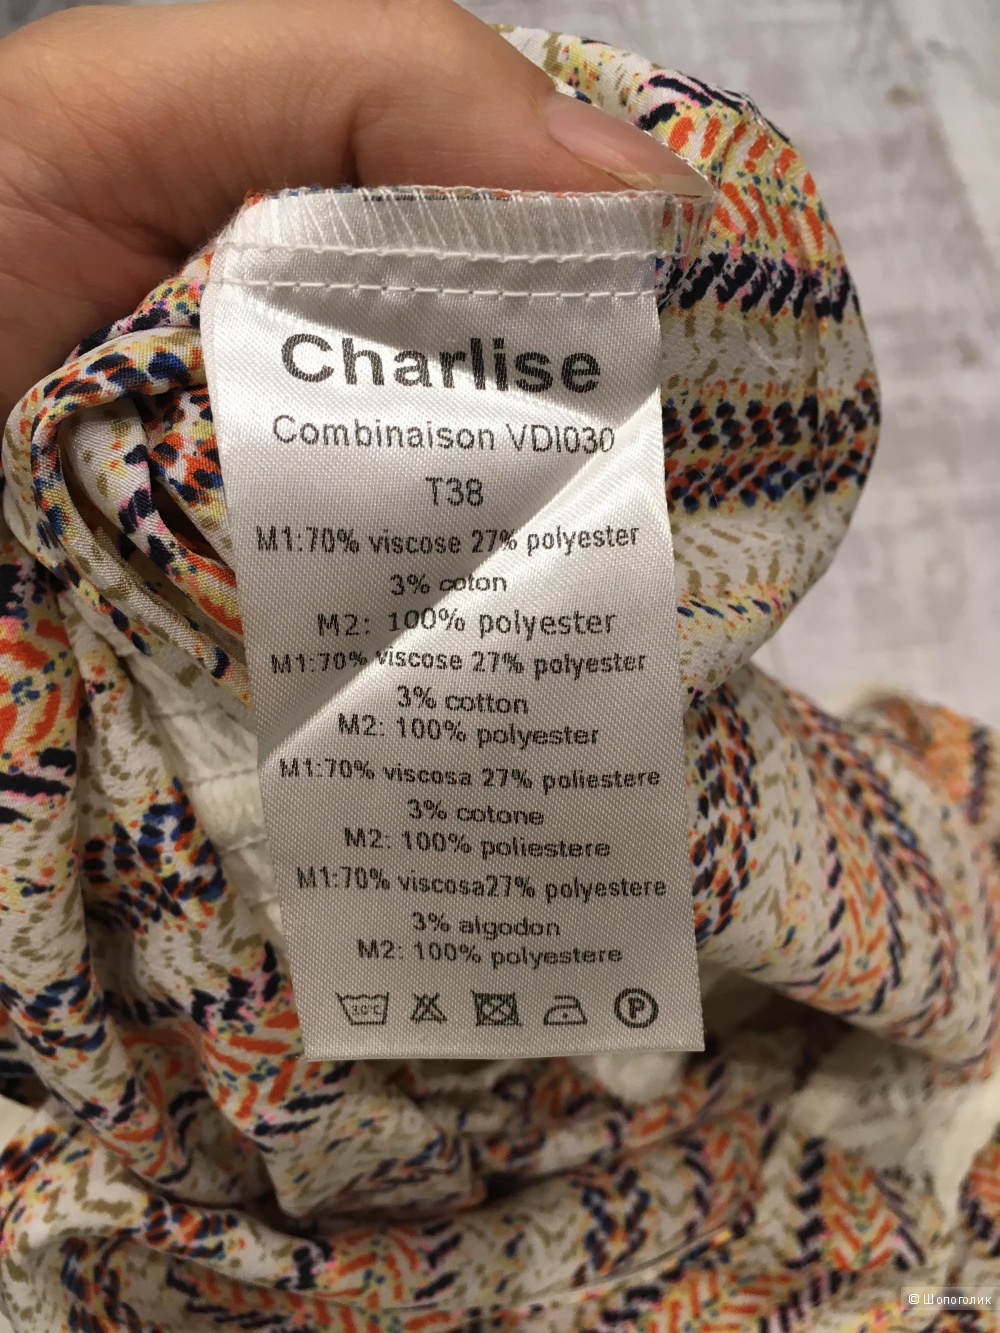 Charlise
Combinaison VDI030
T38
M1:70% viscose 27% polyester
3% coton
M2: 100% polyester
M1:70% viscose 27% polyester
3% cotton
M2: 100% polyester
M1:70% viscosa 27% poliestere
3% cotone
M2: 100% poliestere
M1:70% viscosa27% polyestere
3% algodon
M2: 100% polyestere
30°C P
© Шопоголик